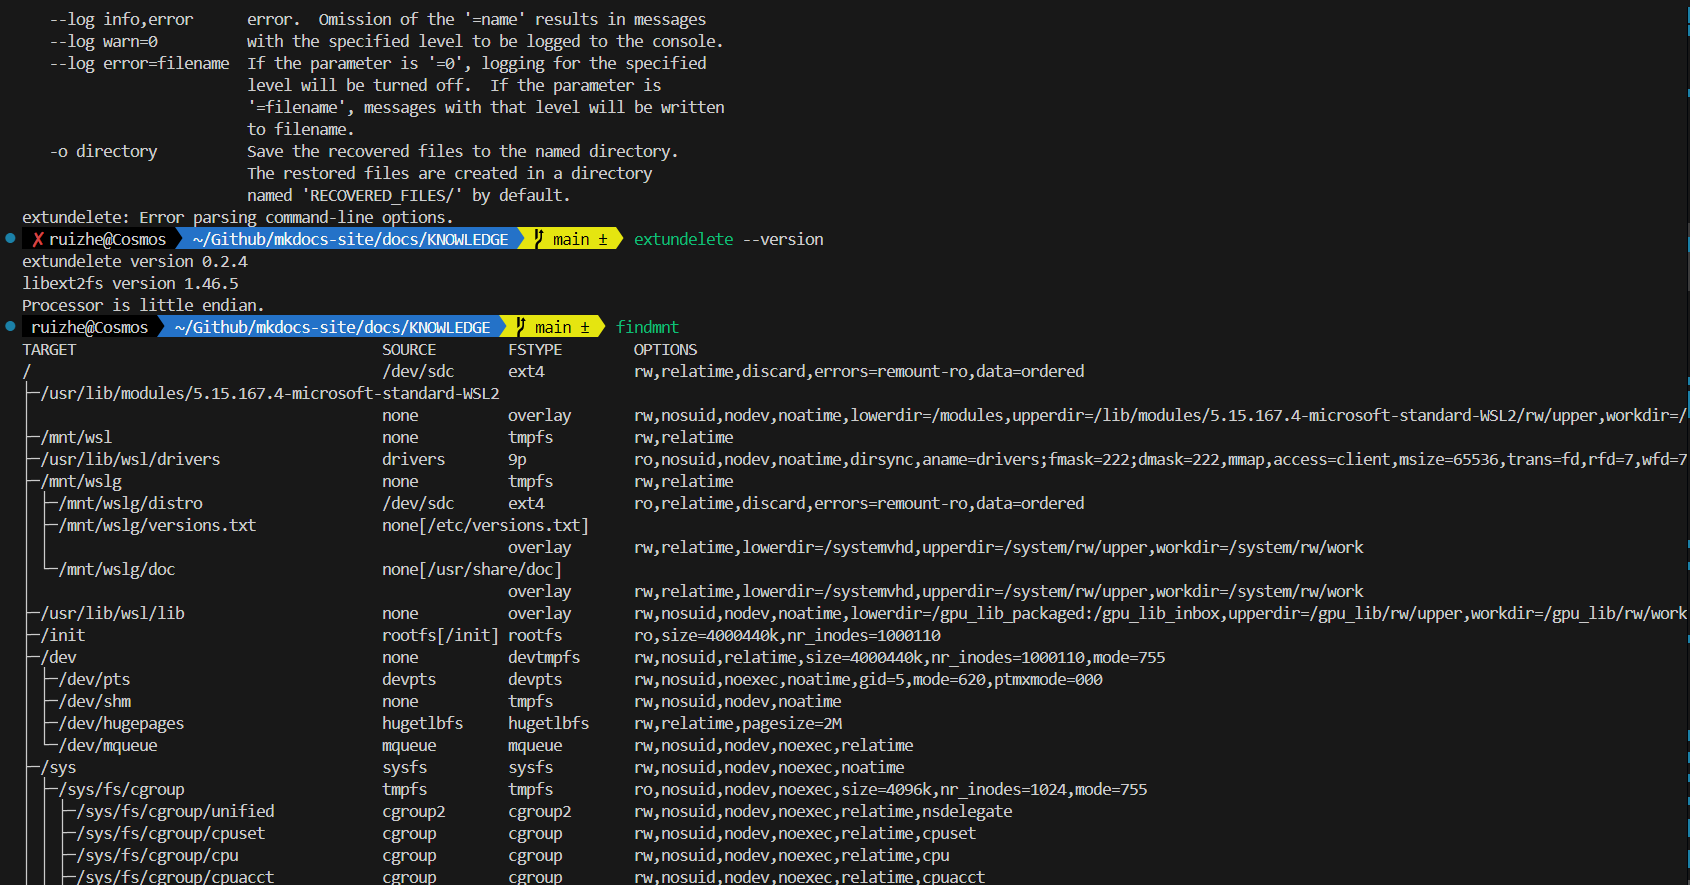 --log info,error      error.  Omission of the '=name' results in messages
--log warn=0          with the specified level to be logged to the console.
--log error=filename  If the parameter is '=0', logging for the specified
level will be turned off.  If the parameter is
'=filename', messages with that level will be written
to filename.
-o directory          Save the recovered files to the named directory.
The restored files are created in a directory
named 'RECOVERED_FILES/' by default.
extundelete: Error parsing command-line options.
✗ ruizhe@Cosmos ~/Github/mkdocs-site/docs/KNOWLEDGE main ± extundelete --version
extundelete version 0.2.4
libext2fs version 1.46.5
Processor is little endian.
ruizhe@Cosmos ~/Github/mkdocs-site/docs/KNOWLEDGE main ± findmnt
TARGET SOURCE FSTYPE OPTIONS
/ /dev/sdc ext4 rw,relatime,discard,errors=remount-ro,data=ordered
├─/usr/lib/modules/5.15.167.4-microsoft-standard-WSL2
│ none overlay rw,nosuid,nodev,noatime,lowerdir=/modules,upperdir=/lib/modules/5.15.167.4-microsoft-standard-WSL2/rw/upper,workdir=/
├─/mnt/wsl none tmpfs rw,relatime
├─/usr/lib/wsl/drivers drivers 9p ro,nosuid,nodev,noatime,dirsync,aname=drivers;fmask=222;dmask=222,mmap,access=client,msize=65536,trans=fd,rfd=7,wfd=7
├─/mnt/wslg none tmpfs rw,relatime
│ ├─/mnt/wslg/distro /dev/sdc ext4 ro,relatime,discard,errors=remount-ro,data=ordered
│ ├─/mnt/wslg/versions.txt none[/etc/versions.txt]
│ │ overlay rw,relatime,lowerdir=/systemvhd,upperdir=/system/rw/upper,workdir=/system/rw/work
│ └─/mnt/wslg/doc none[/usr/share/doc]
│ overlay rw,relatime,lowerdir=/systemvhd,upperdir=/system/rw/upper,workdir=/system/rw/work
├─/usr/lib/wsl/lib none overlay rw,nosuid,nodev,noatime,lowerdir=/gpu_lib_packaged:/gpu_lib_inbox,upperdir=/gpu_lib/rw/upper,workdir=/gpu_lib/rw/work
├─/init rootfs[/init] rootfs ro,size=4000440k,nr_inodes=1000110
├─/dev none devtmpfs rw,nosuid,relatime,size=4000440k,nr_inodes=1000110,mode=755
│ ├─/dev/pts devpts devpts rw,nosuid,noexec,noatime,gid=5,mode=620,ptmxmode=000
│ ├─/dev/shm none tmpfs rw,nosuid,nodev,noatime
│ ├─/dev/hugepages hugetlbfs hugetlbfs rw,relatime,pagesize=2M
│ └─/dev/mqueue mqueue mqueue rw,nosuid,nodev,noexec,relatime
├─/sys sysfs sysfs rw,nosuid,nodev,noexec,noatime
│ ├─/sys/fs/cgroup tmpfs tmpfs ro,nosuid,nodev,noexec,size=4096k,nr_inodes=1024,mode=755
│ │ ├─/sys/fs/cgroup/unified cgroup2 cgroup2 rw,nosuid,nodev,noexec,relatime,nsdelegate
│ │ ├─/sys/fs/cgroup/cpuset cgroup cgroup rw,nosuid,nodev,noexec,relatime,cpuset
│ │ ├─/sys/fs/cgroup/cpu cgroup cgroup rw,nosuid,nodev,noexec,relatime,cpu
│ │ ├─/sys/fs/cgroup/cpuacct cgroup cgroup rw,nosuid,nodev,noexec,relatime,cpuacct